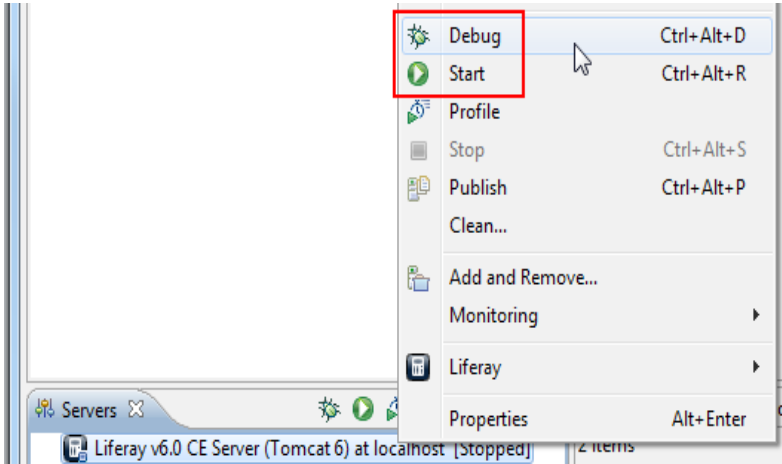 Debug Ctrl+Alt+D
Start Ctrl+Alt+R
Profile
Stop Ctrl+Alt+S
Publish Ctrl+Alt+P
Clean...
Add and Remove...
Monitoring
Liferay
Properties Alt+Enter
Servers
Liferay v6.0 CE Server (Tomcat 6) at localhost [Stopped]
2 items